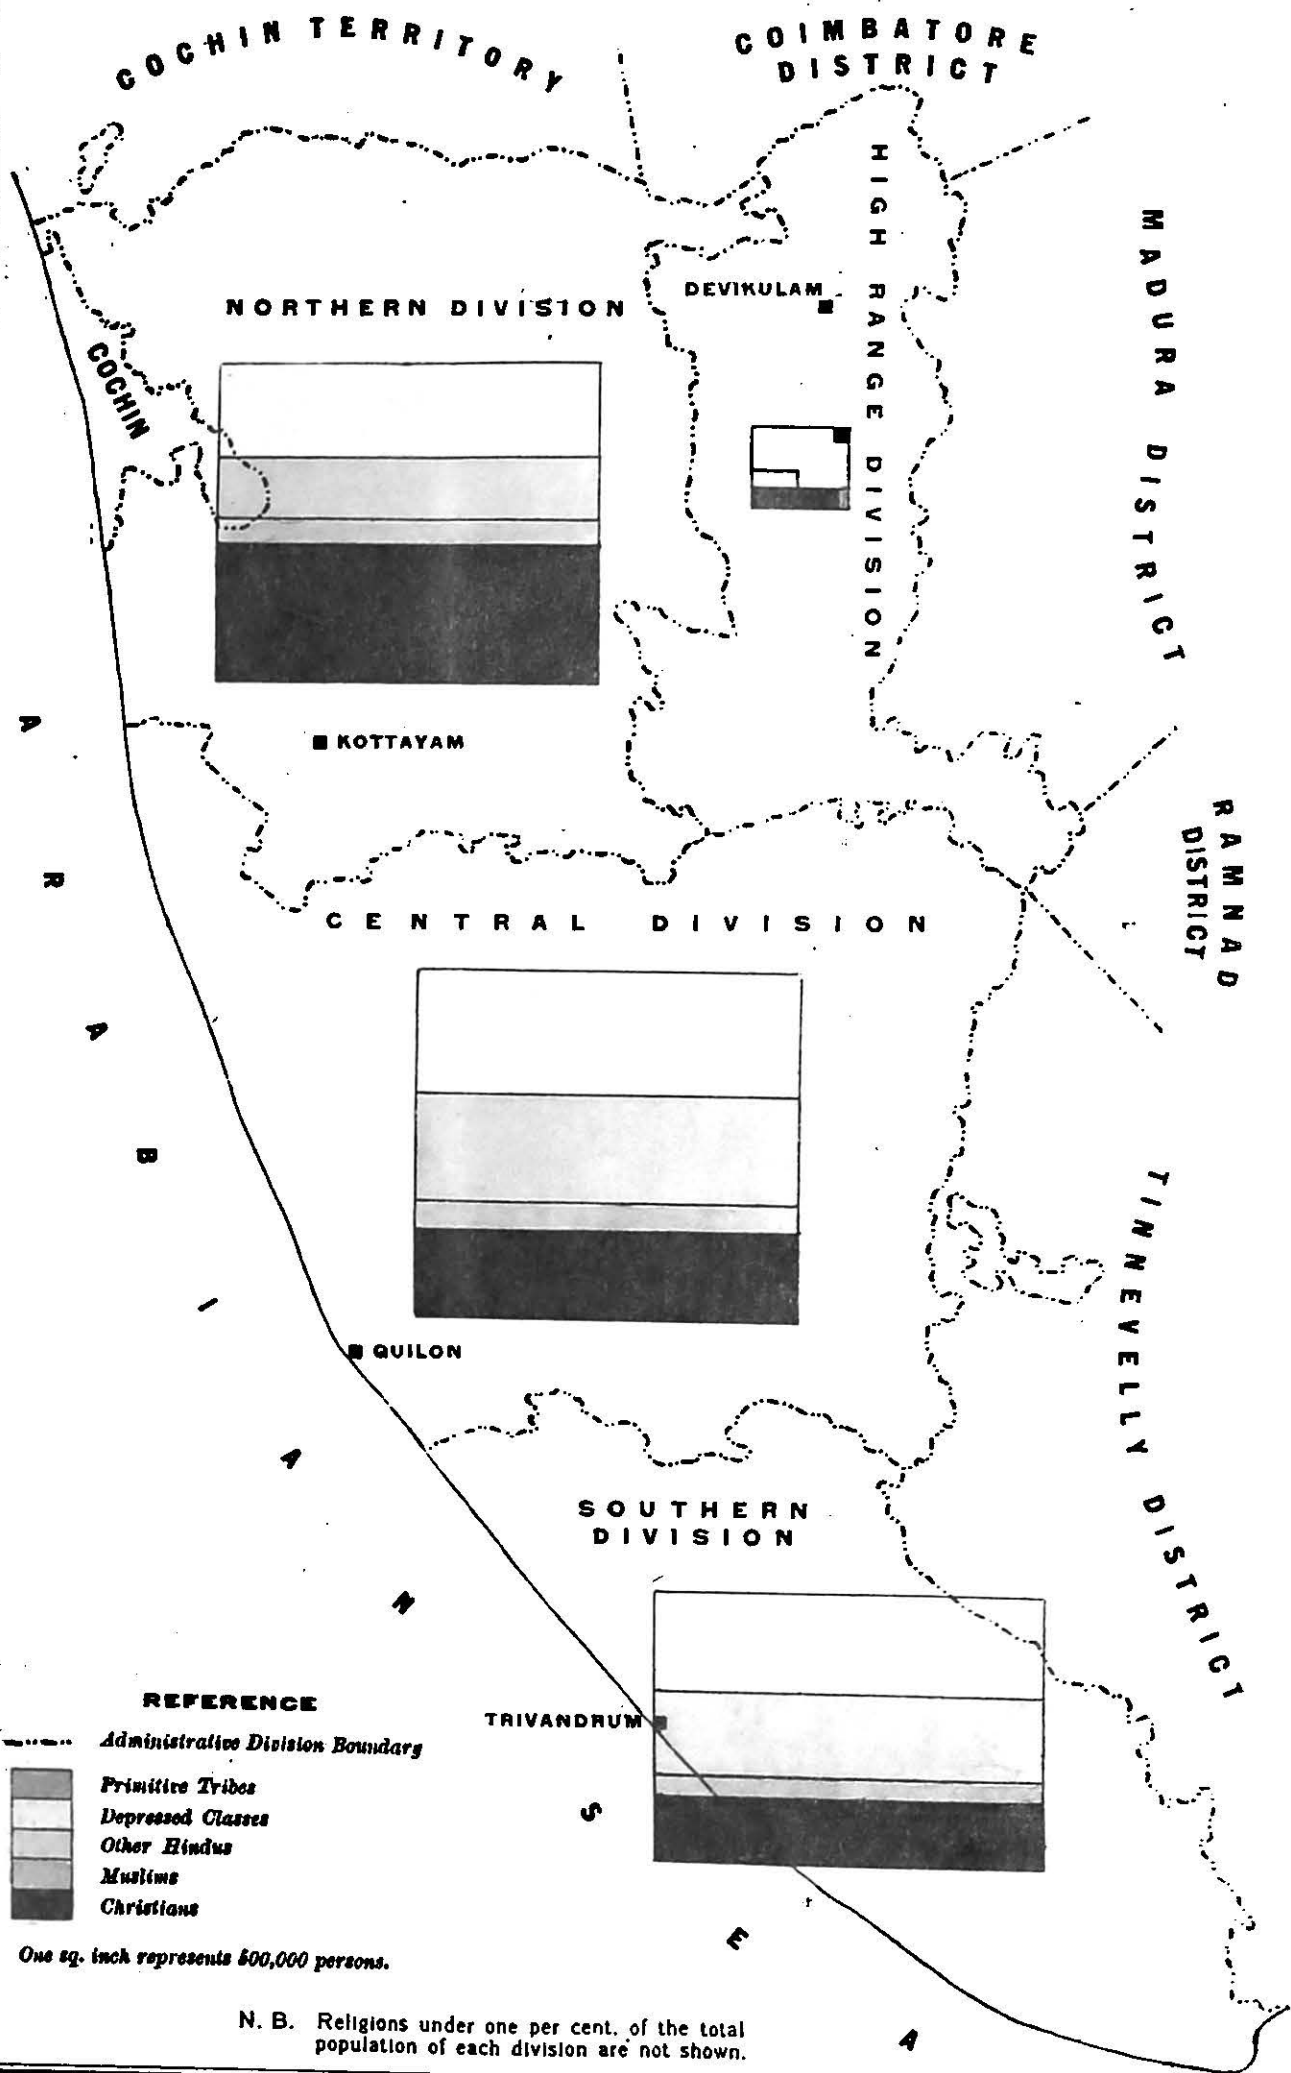 COCHIN TERRITORY
COIMBATORE
DISTRICT
HIGH RANGE DIVISION
MADURA DISTRICT
DEVIKULAM
NORTHERN DIVISION
COCHIN
KOTTAYAM
RAMNAD
DISTRICT
CENTRAL DIVISION
ARABIAN SEA
TINNEVELLY DISTRICT
QUILON
SOUTHERN
DIVISION
TRIVANDRUM
REFERENCE
Administrative Division Boundary
Primitive Tribes
Depressed Classes
Other Hindus
Muslims
Christians
One sq. inch represents 500,000 persons.
N. B. Religions under one per cent. of the total
population of each division are not shown.